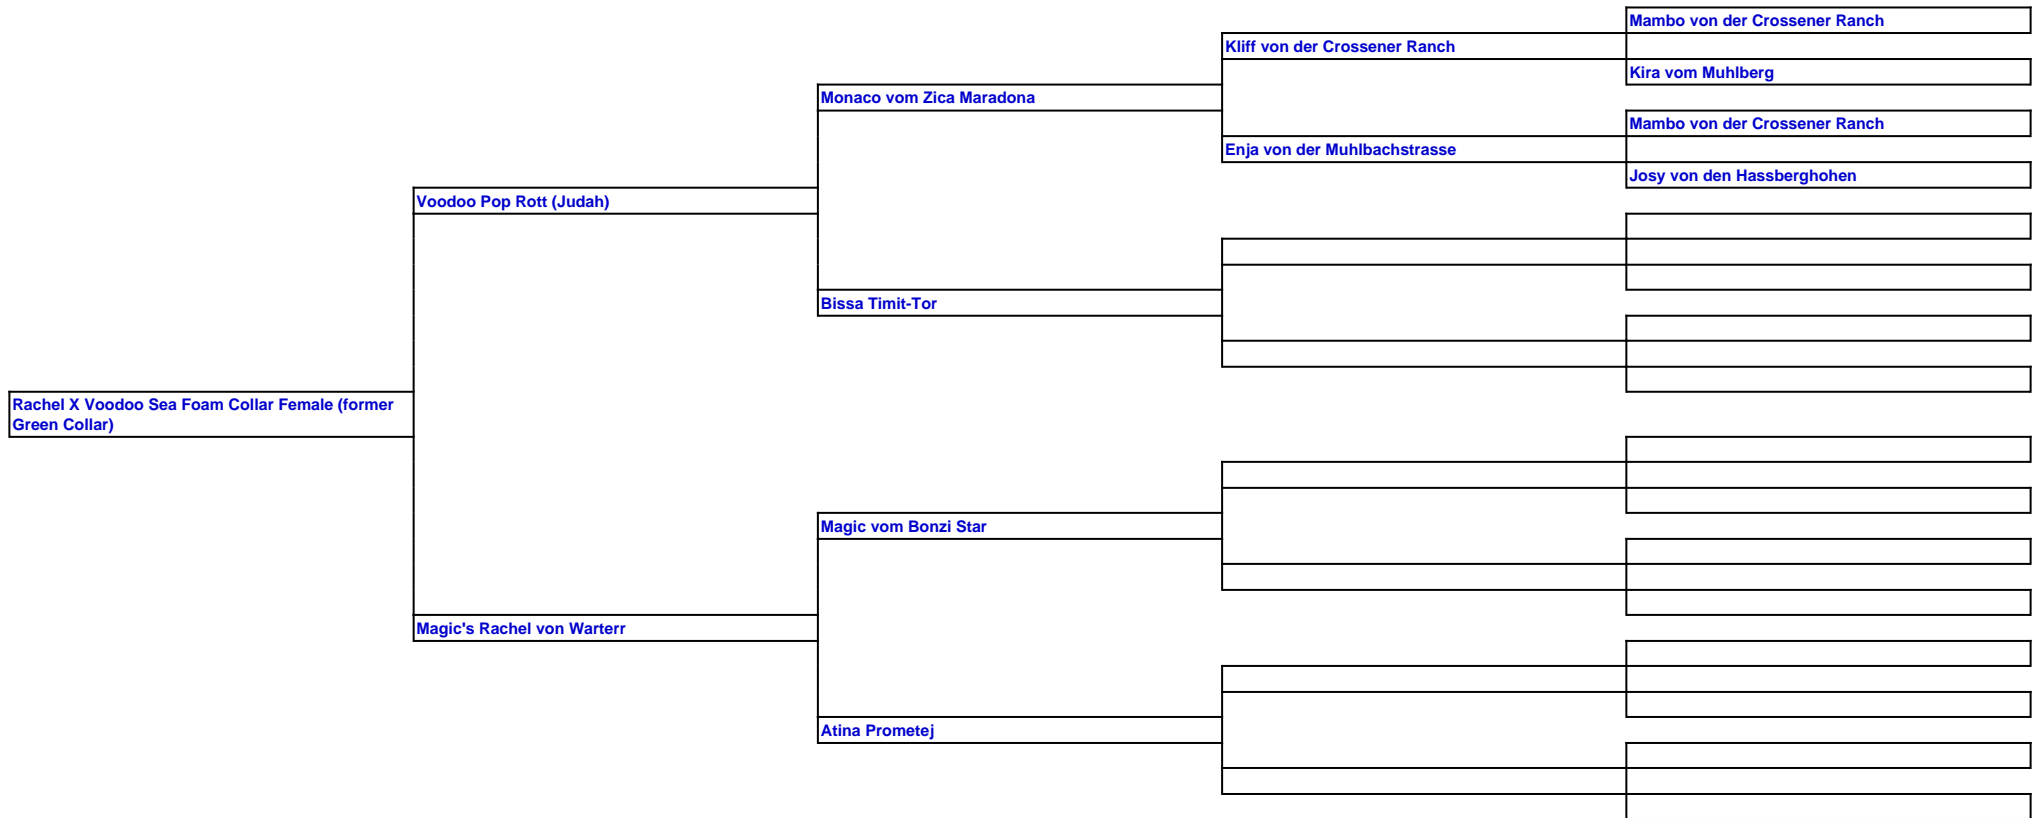 Mambo von der Crossener Ranch
Kliff von der Crossener Ranch
Kira vom Muhlberg
Monaco vom Zica Maradona
Mambo von der Crossener Ranch
Enja von der Muhlbachstrasse
Josy von den Hassberghohen
Voodoo Pop Rott (Judah)
Bissa Timit-Tor
Rachel X Voodoo Sea Foam Collar Female (former
Green Collar)
Magic vom Bonzi Star
Magic's Rachel von Warterr
Atina Prometej